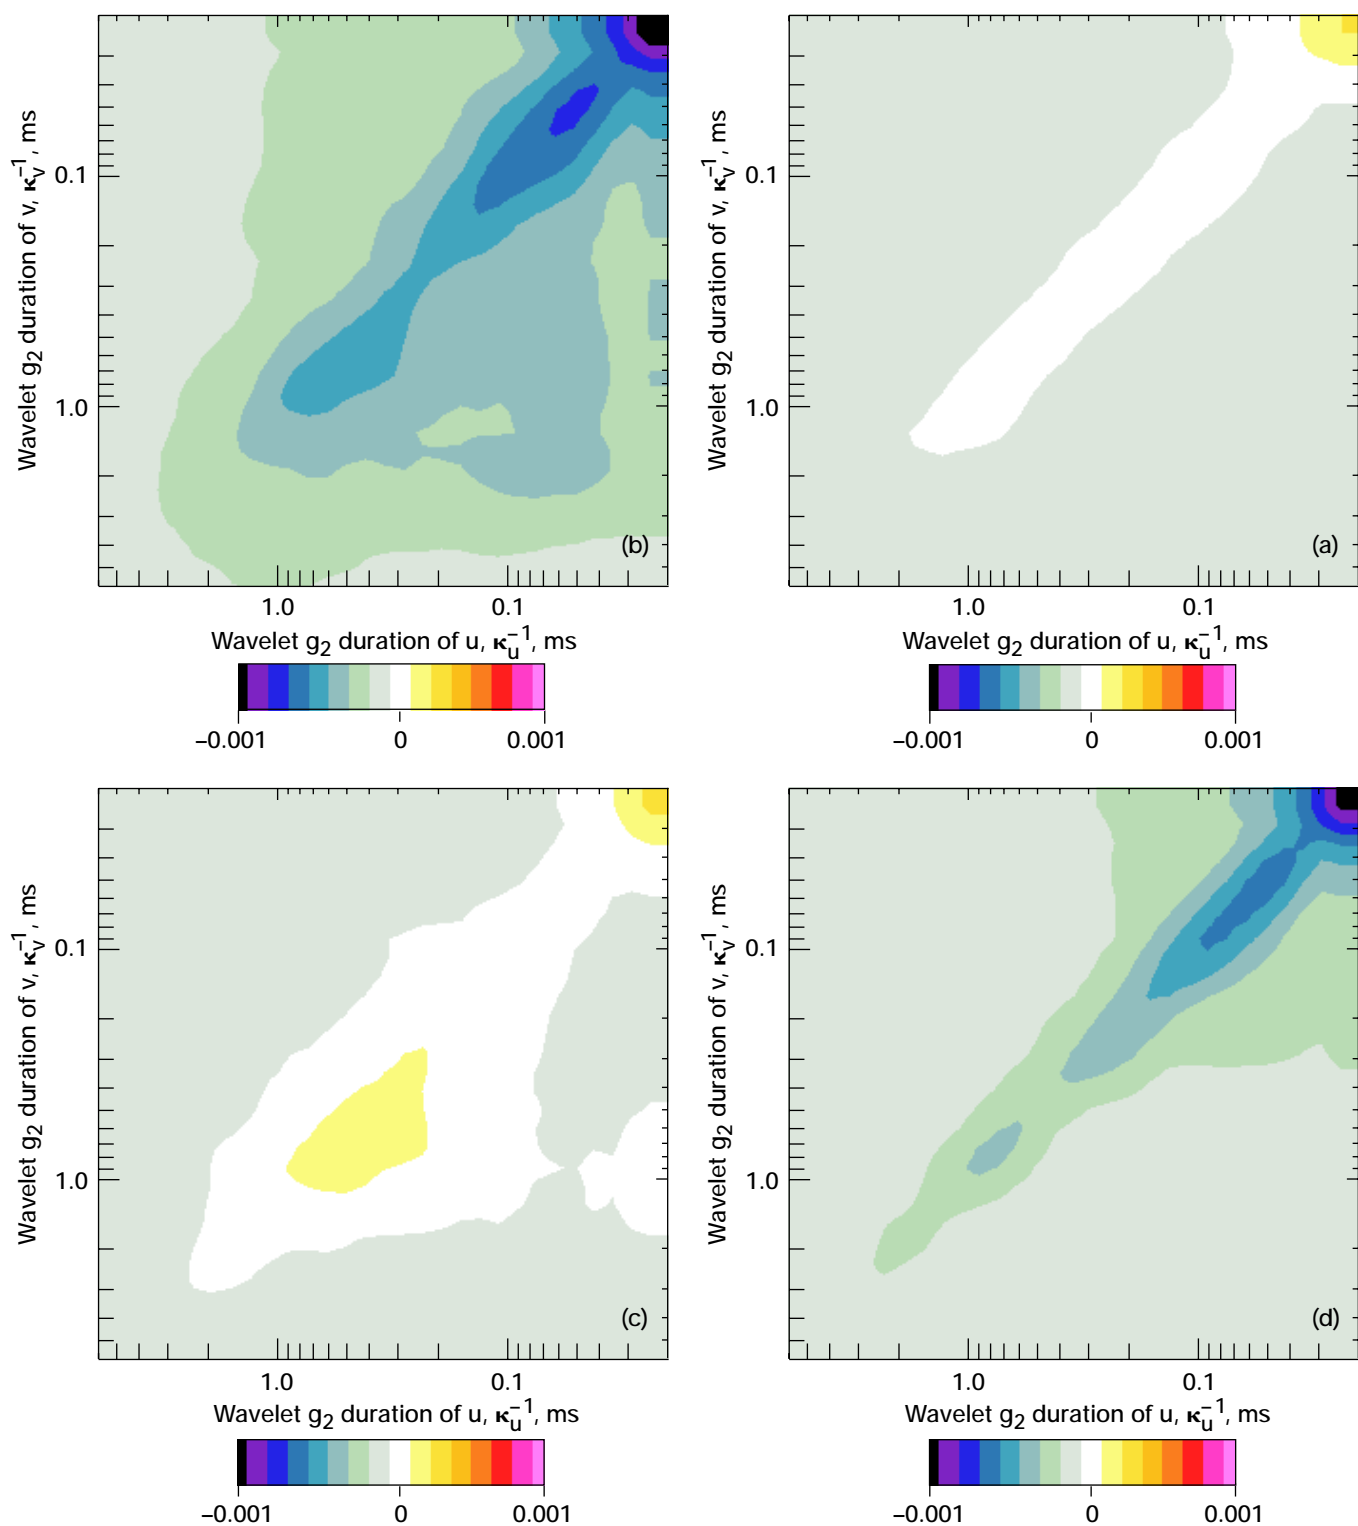 Wavelet g2 duration of v, κv−1, ms
0.1
1.0
(b)
1.0 0.1
Wavelet g2 duration of u, κu−1, ms
−0.001 0 0.001
Wavelet g2 duration of v, κv−1, ms
0.1
1.0
(a)
1.0 0.1
Wavelet g2 duration of u, κu−1, ms
−0.001 0 0.001
Wavelet g2 duration of v, κv−1, ms
0.1
1.0
(c)
1.0 0.1
Wavelet g2 duration of u, κu−1, ms
−0.001 0 0.001
Wavelet g2 duration of v, κv−1, ms
0.1
1.0
(d)
1.0 0.1
Wavelet g2 duration of u, κu−1, ms
−0.001 0 0.001